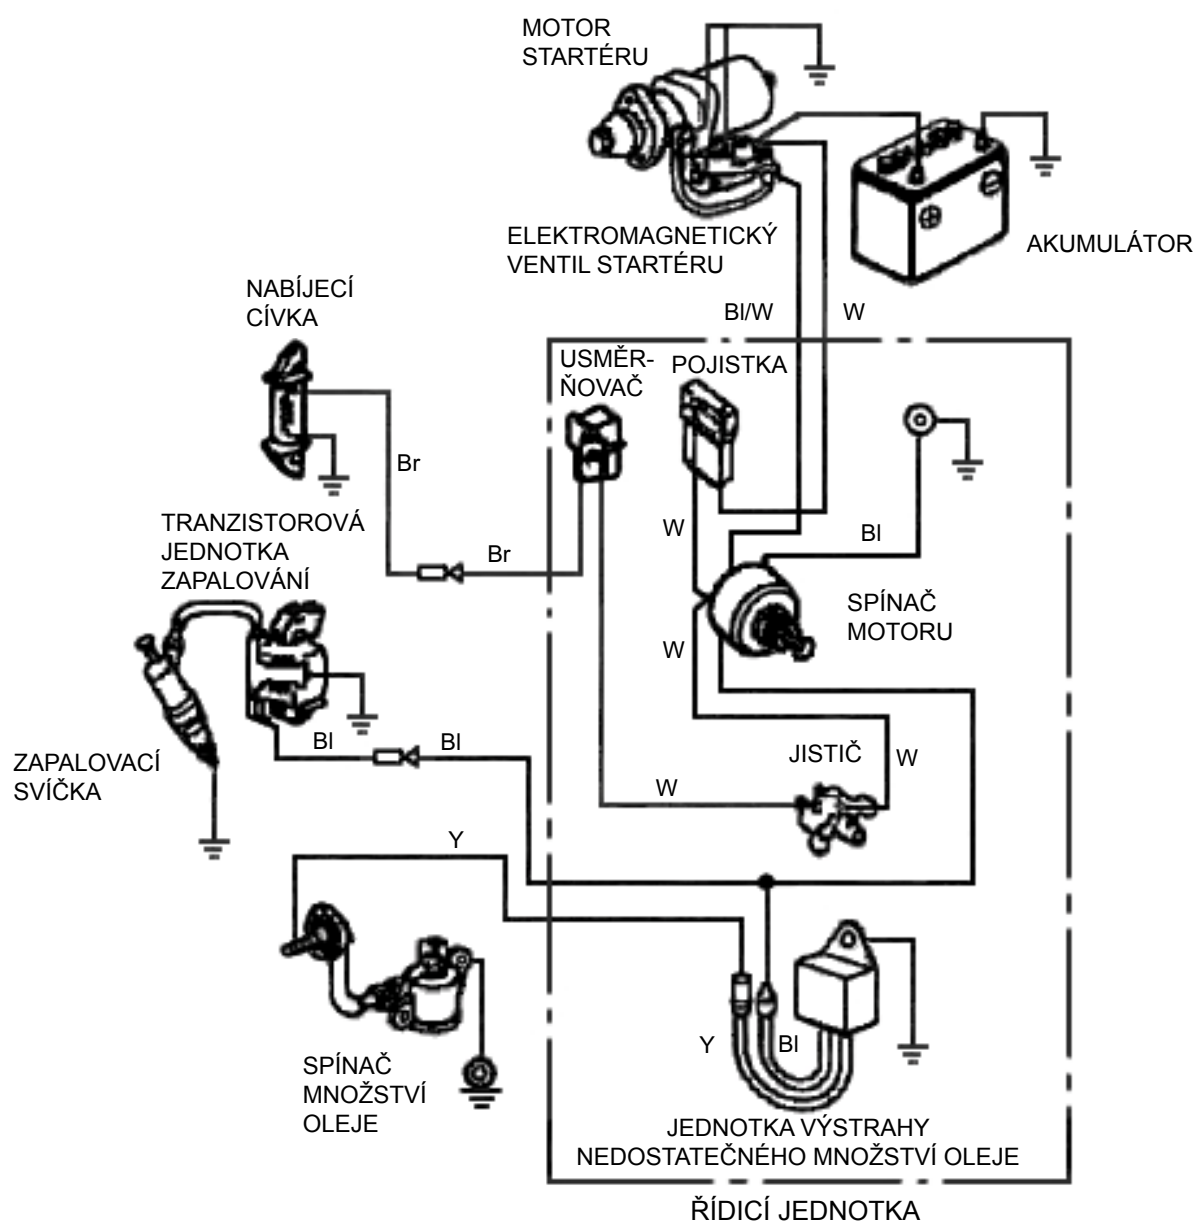 MOTOR
STARTÉRU
ELEKTROMAGNETICKÝ
VENTIL STARTÉRU
AKUMULÁTOR
NABÍJECÍ
CÍVKA
Bl/W
W
USMĚR-
ŇOVAČ
POJISTKA
Br
TRANZISTOROVÁ
JEDNOTKA
ZAPALOVÁNÍ
Br
W
Bl
SPÍNAČ
MOTORU
W
ZAPALOVACÍ
SVÍČKA
Bl
Bl
JISTIČ
W
W
Y
Y
Bl
SPÍNAČ
MNOŽSTVÍ
OLEJE
JEDNOTKA VÝSTRAHY
NEDOSTATEČNÉHO MNOŽSTVÍ OLEJE
ŘÍDICÍ JEDNOTKA